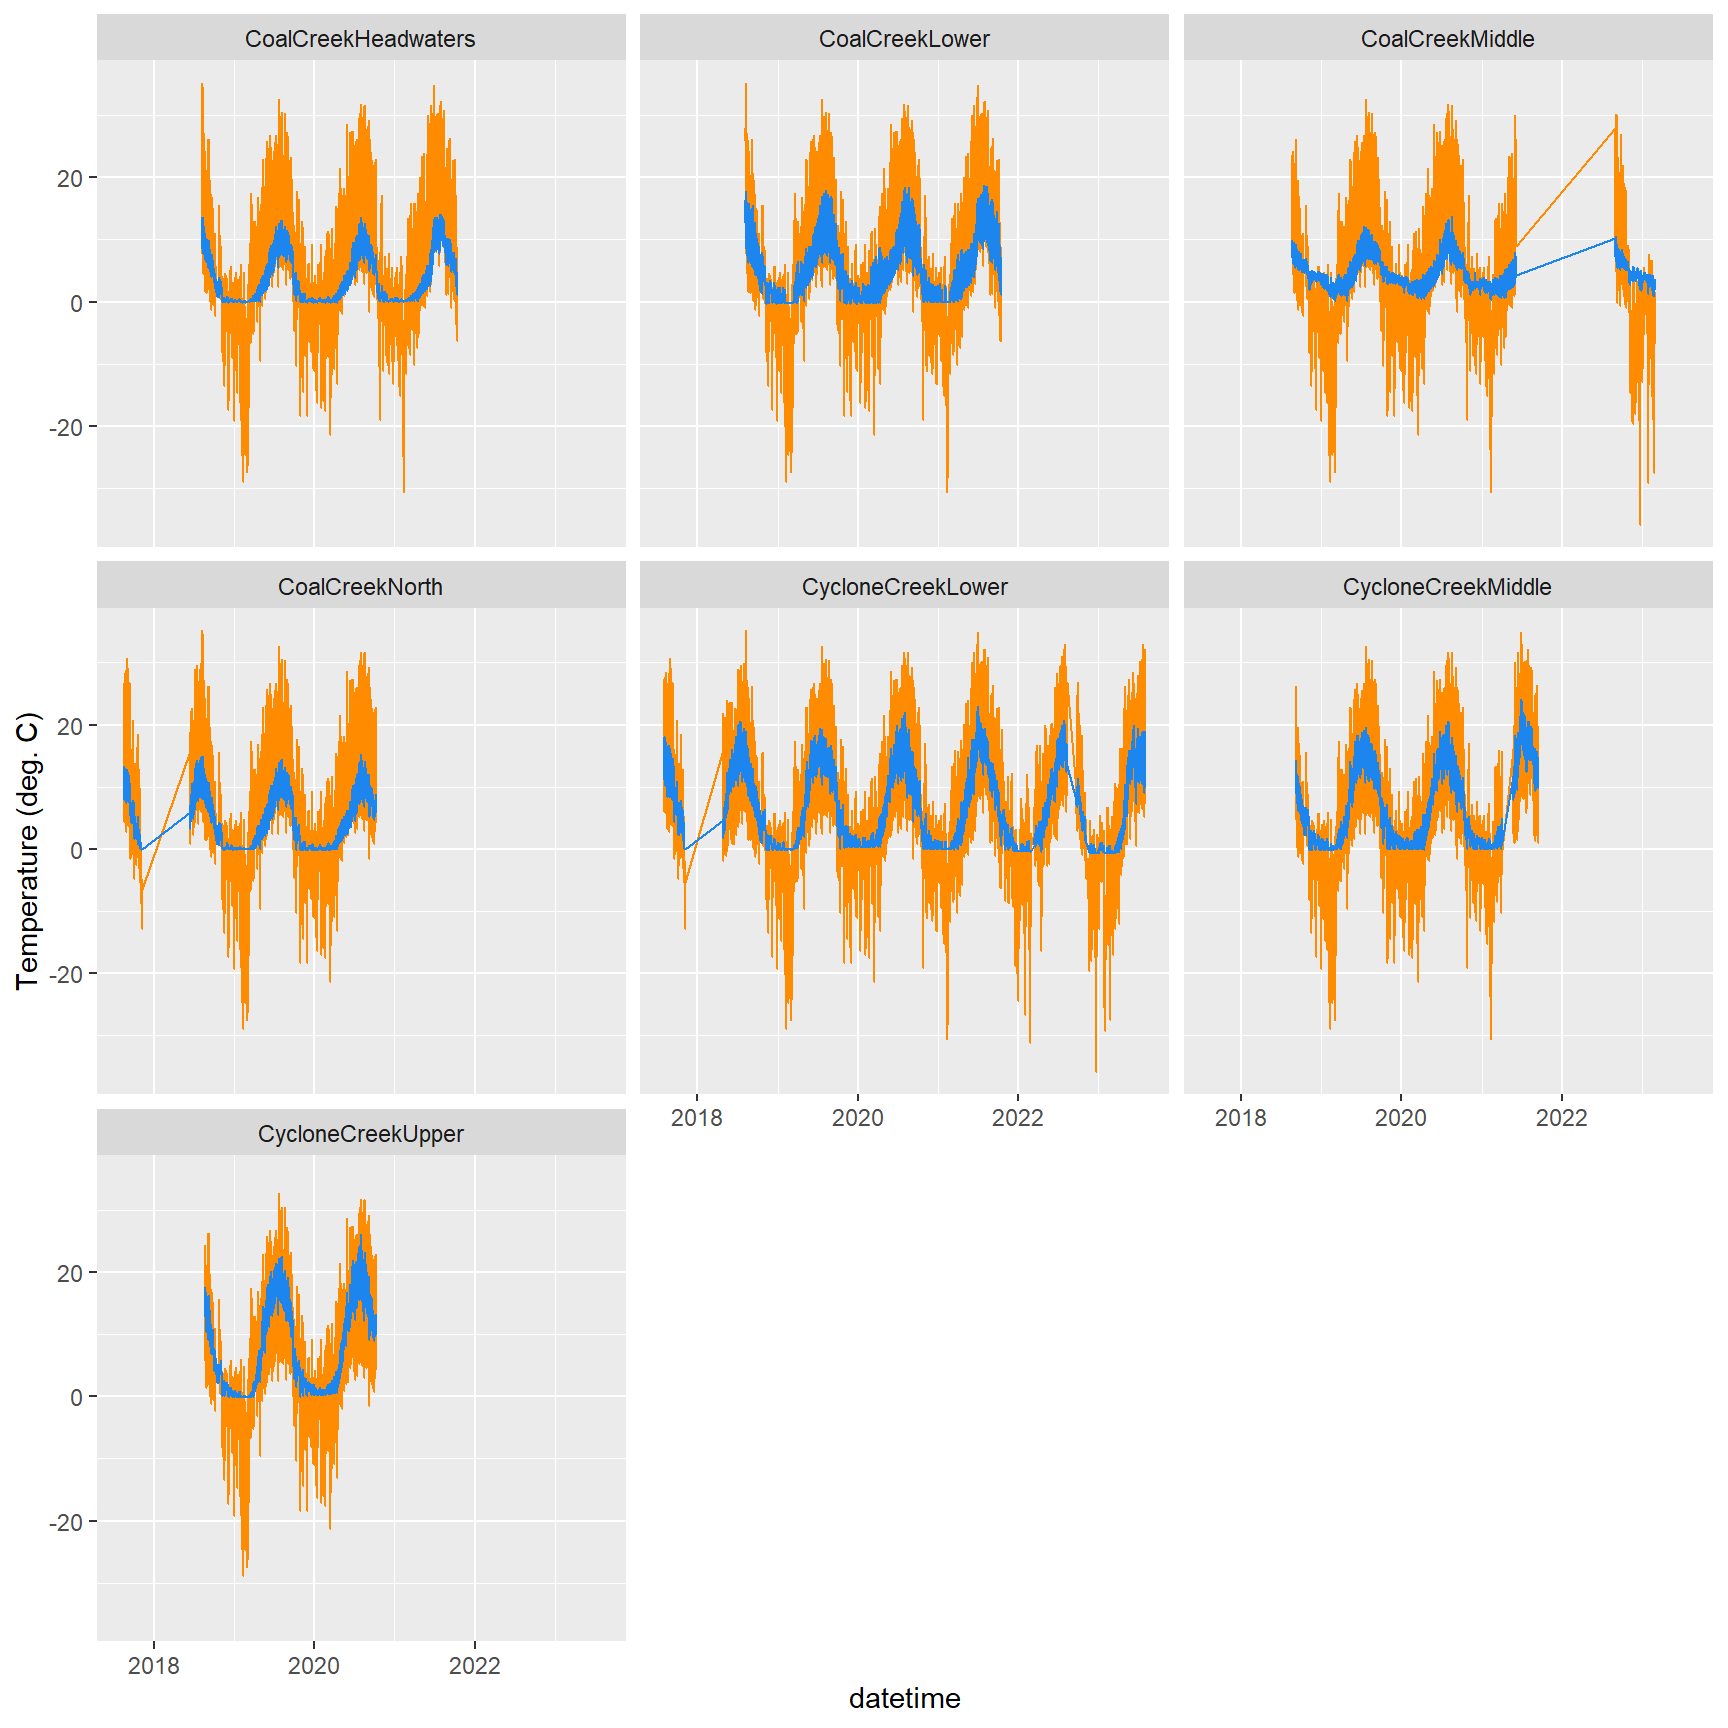 CoalCreekHeadwaters
CoalCreekLower
CoalCreekMiddle
20
0
-20
CoalCreekNorth
CycloneCreekLower
CycloneCreekMiddle
20
0
-20
2018
2020
2022
2018
2020
2022
CycloneCreekUpper
20
0
-20
2018
2020
2022
datetime
Temperature (deg. C)